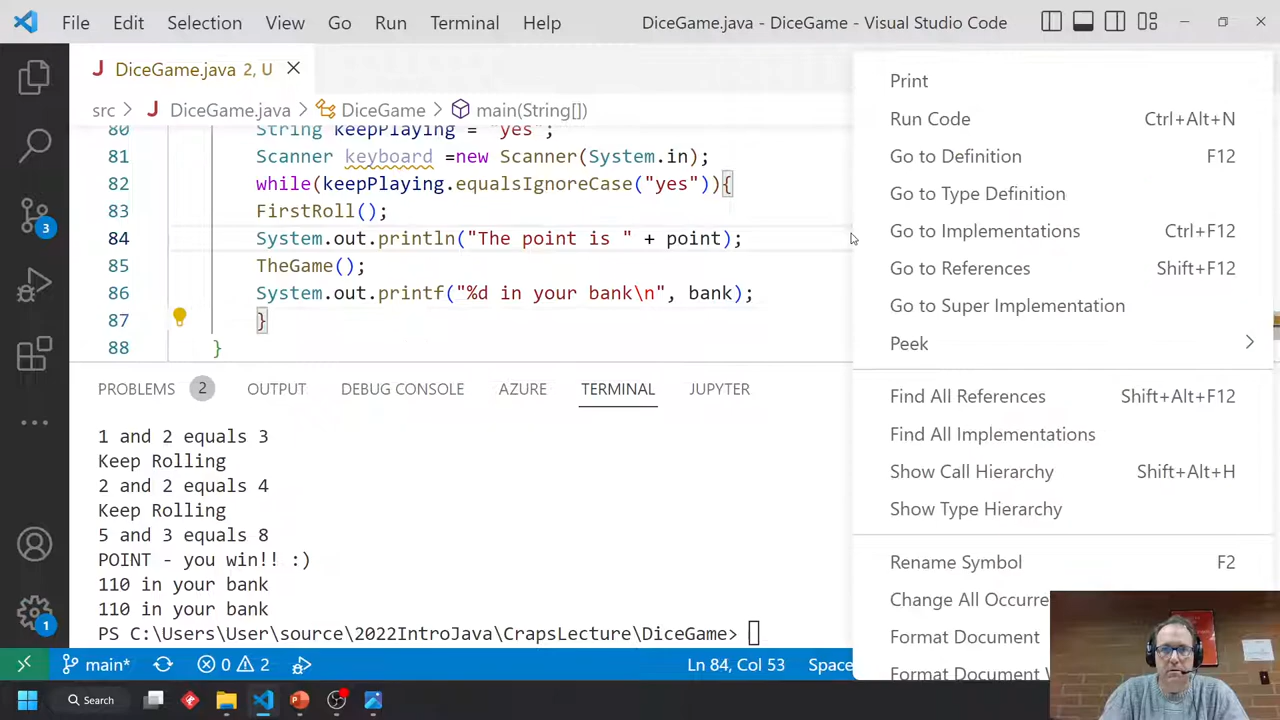 File Edit Selection View Go Run Terminal Help DiceGame.java - DiceGame - Visual Studio Code
J DiceGame.java 2, U
src > J DiceGame.java > DiceGame > main(String[])
80 String keepPlaying = "yes";
81 Scanner keyboard =new Scanner(System.in);
82 while(keepPlaying.equalsIgnoreCase("yes")){
83 FirstRoll();
84 System.out.println("The point is " + point);
85 TheGame();
86 System.out.printf("%d in your bank\n", bank);
87 }
88 }
PROBLEMS 2 OUTPUT DEBUG CONSOLE AZURE TERMINAL JUPYTER
1 and 2 equals 3
Keep Rolling
2 and 2 equals 4
Keep Rolling
5 and 3 equals 8
POINT - you win!! :)
110 in your bank
110 in your bank
PS C:\Users\User\source\2022IntroJava\CrapsLecture\DiceGame>
Print
Run Code Ctrl+Alt+N
Go to Definition F12
Go to Type Definition
Go to Implementations Ctrl+F12
Go to References Shift+F12
Go to Super Implementation
Peek
Find All References Shift+Alt+F12
Find All Implementations
Show Call Hierarchy Shift+Alt+H
Show Type Hierarchy
Rename Symbol F2
Change All Occurre
Format Document
Format Document
3
1
main* 0 2 Ln 84, Col 53 Space
Search